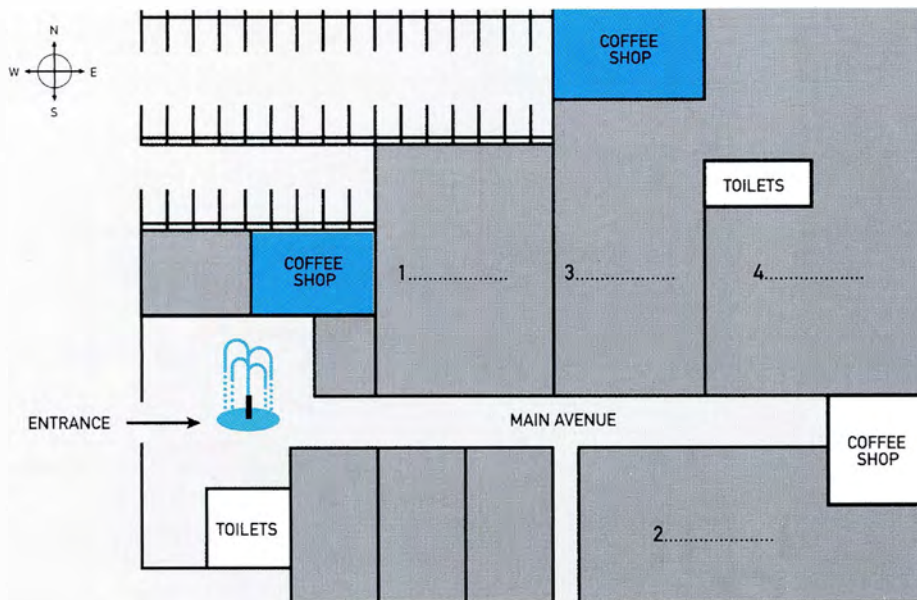 N
W E
S
COFFEE
SHOP
TOILETS
COFFEE
SHOP
1....................
3....................
4....................
ENTRANCE
MAIN AVENUE
COFFEE
SHOP
TOILETS
2....................